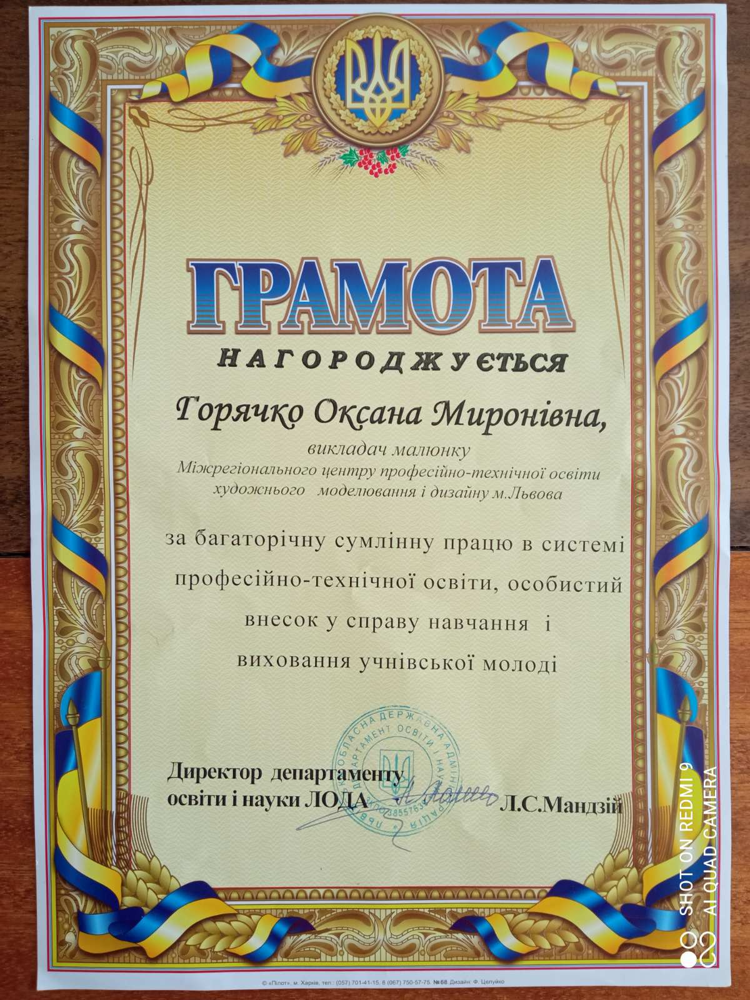 ГРАМОТА
НАГОРОДЖУЄТЬСЯ
Горячко Оксана Миронівна,
викладач малюнку
Міжрегіонального центру професійно-технічної освіти
художнього моделювання і дизайну м.Львова
за багаторічну сумлінну працю в системі
професійно-технічної освіти, особистий
внесок у справу навчання і
виховання учнівської молоді
Директор департаменту
освіти і науки ЛОДА Л.С.Мандзій
ОБЛАСНА ДЕРЖАВНА АДМІНІСТРАЦІЯ * ЛЬВ
ДЕПАРТАМЕНТ ОСВІТИ І НАУКИ
SHOT ON REDMI 9
AI QUAD CAMERA
© «Пілот», м. Харків, тел.: (057) 701-41-15, 8 (067) 750-57-75. №68. Дизайн: Ф. Целуйко